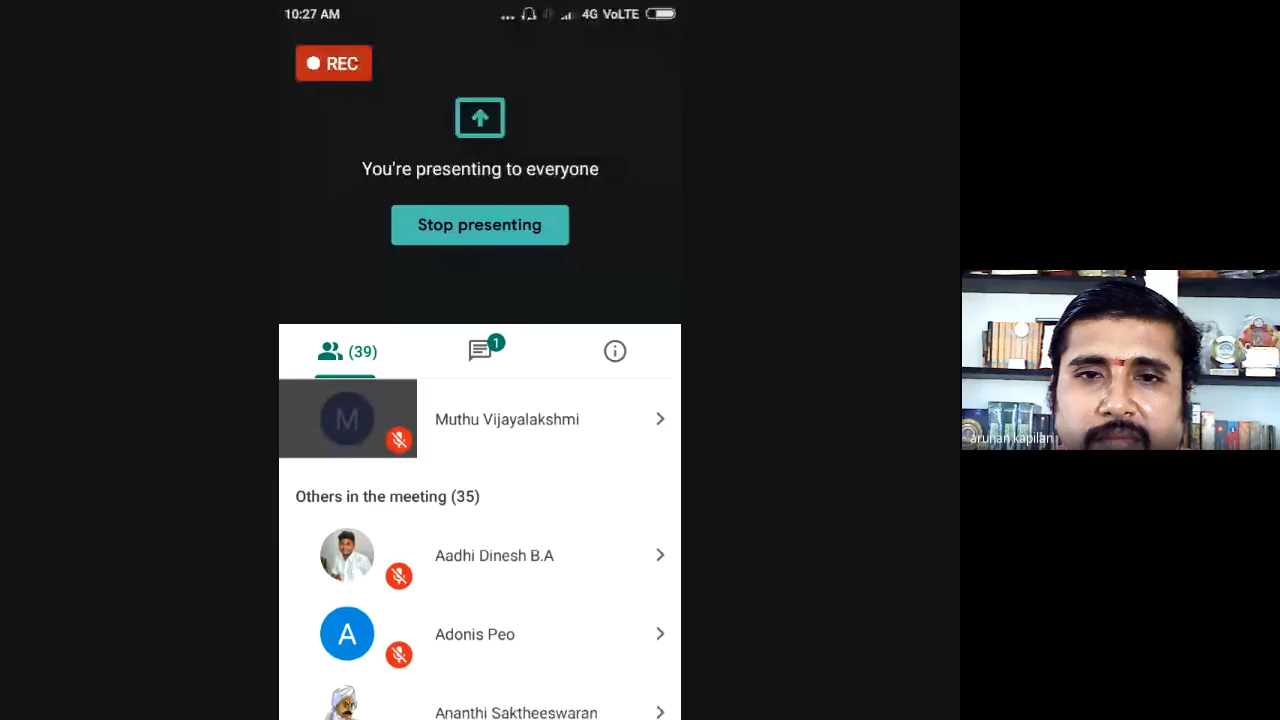 10:27 AM
4G VoLTE
REC
You're presenting to everyone
Stop presenting
(39)
1
M
Muthu Vijayalakshmi
Others in the meeting (35)
Aadhi Dinesh B.A
A
Adonis Peo
Ananthi Saktheeswaran
arunan kapilan